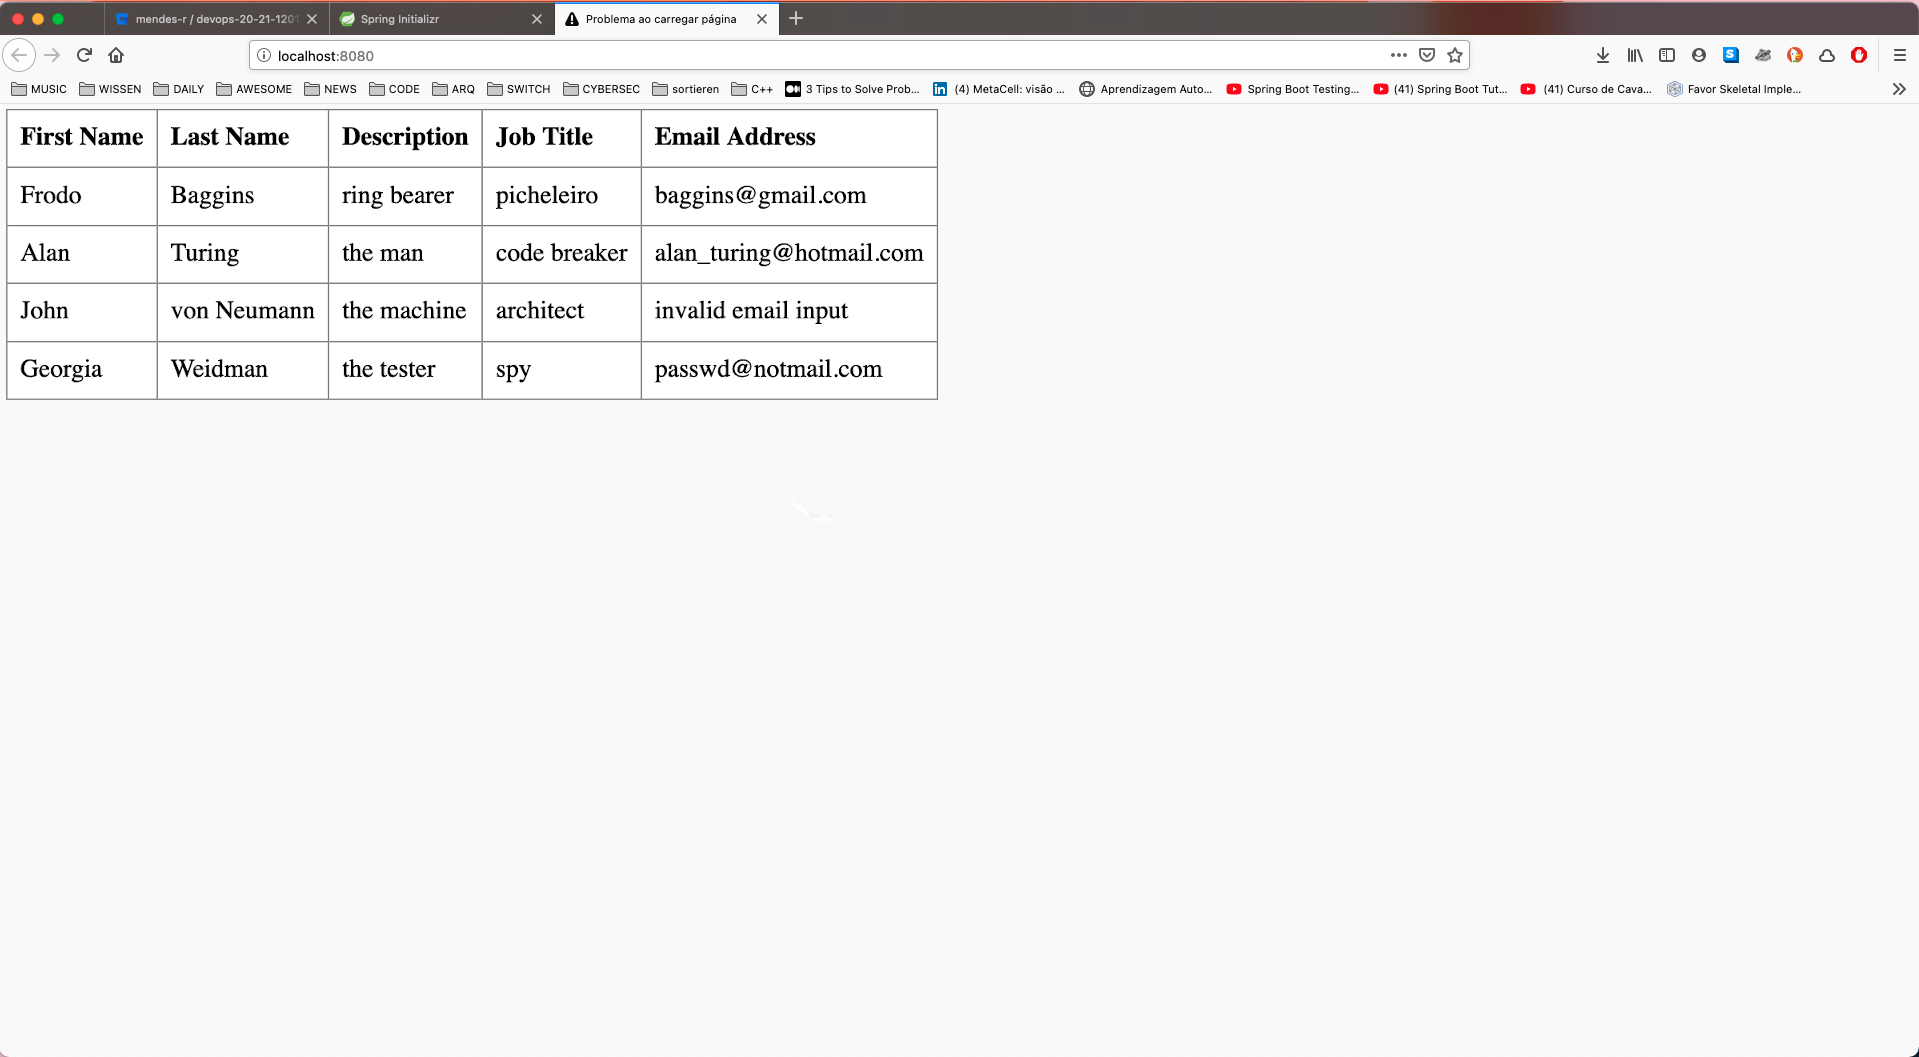 mendes-r / devops-20-21-1201
Spring Initializr
Problema ao carregar página
localhost:8080
MUSIC WISSEN DAILY AWESOME NEWS CODE ARQ SWITCH CYBERSEC sortieren C++ 3 Tips to Solve Prob... (4) MetaCell: visão ... Aprendizagem Auto... Spring Boot Testing... (41) Spring Boot Tut... (41) Curso de Cava... Favor Skeletal Imple...
First Name Last Name Description Job Title Email Address
Frodo Baggins ring bearer picheleiro baggins@gmail.com
Alan Turing the man code breaker alan_turing@hotmail.com
John von Neumann the machine architect invalid email input
Georgia Weidman the tester spy passwd@notmail.com